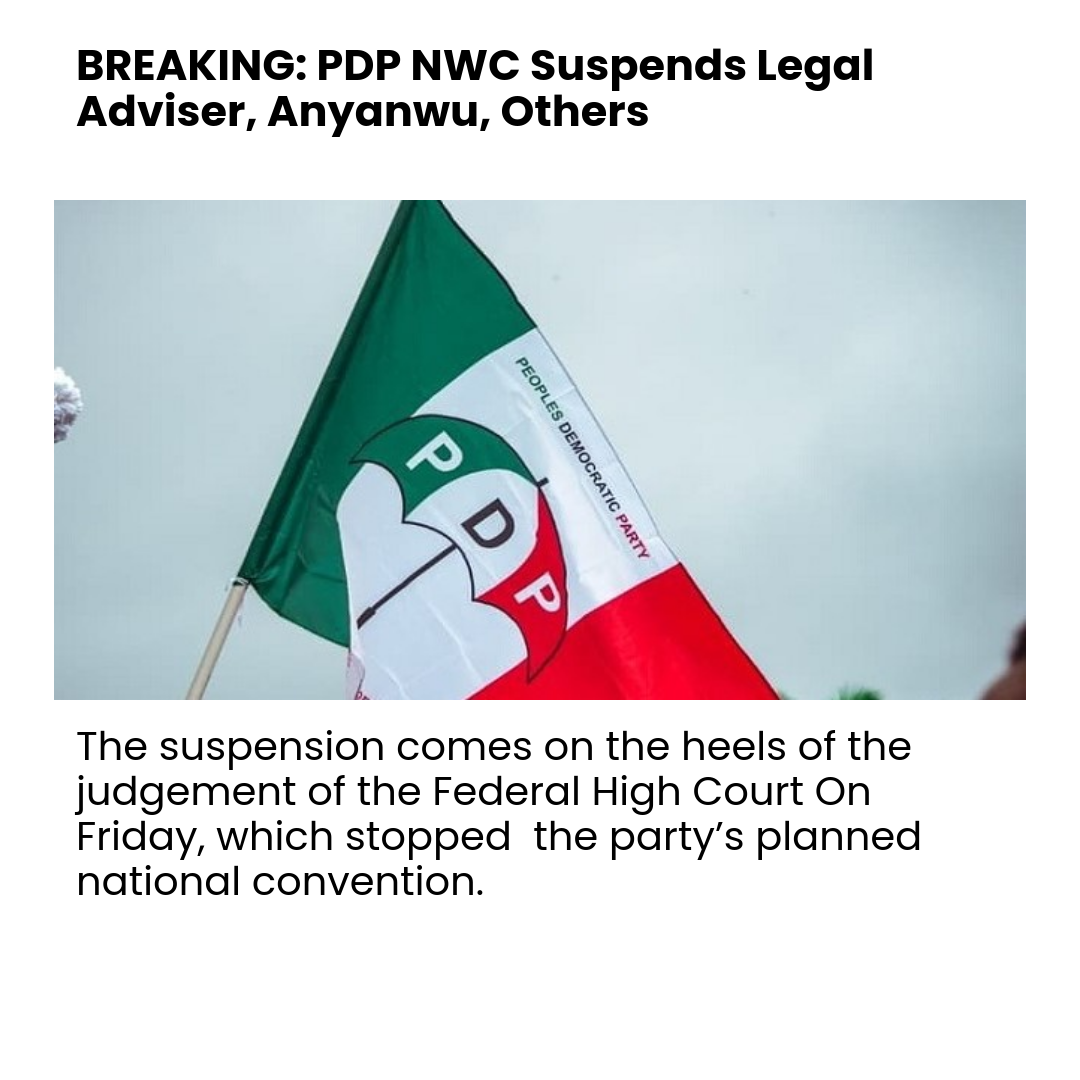 BREAKING: PDP NWC Suspends Legal
Adviser, Anyanwu, Others
PEOPLES DEMOCRATIC PARTY
P
D
P
The suspension comes on the heels of the
judgement of the Federal High Court On
Friday, which stopped  the party’s planned
national convention.